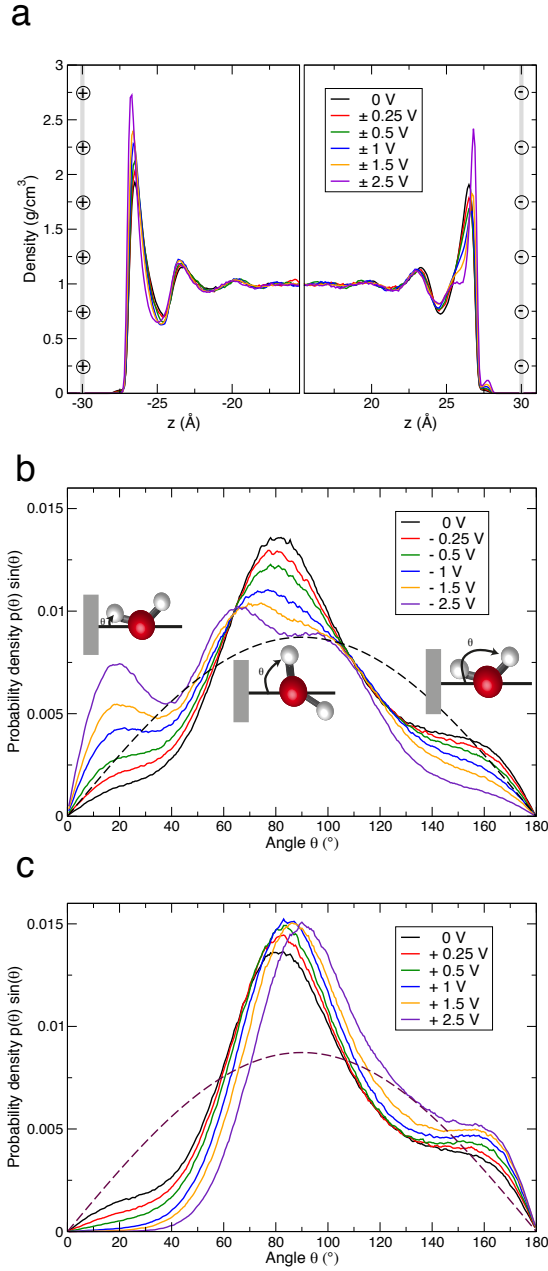 a
Density (g/cm³)
3
2.5
2
1.5
1
0.5
0
+ -
+ -
+ -
+ -
+ -
+ -
0 V
± 0.25 V
± 0.5 V
± 1 V
± 1.5 V
± 2.5 V
-30 -25 -20 20 25 30
z (Å) z (Å)
b
Probability density p(θ) sin(θ)
0.015
0.01
0.005
0
0 V
- 0.25 V
- 0.5 V
- 1 V
- 1.5 V
- 2.5 V
θ
θ
θ
0 20 40 60 80 100 120 140 160 180
Angle θ (°)
c
Probability density p(θ) sin(θ)
0.015
0.01
0.005
0
0 V
+ 0.25 V
+ 0.5 V
+ 1 V
+ 1.5 V
+ 2.5 V
0 20 40 60 80 100 120 140 160 180
Angle θ (°)